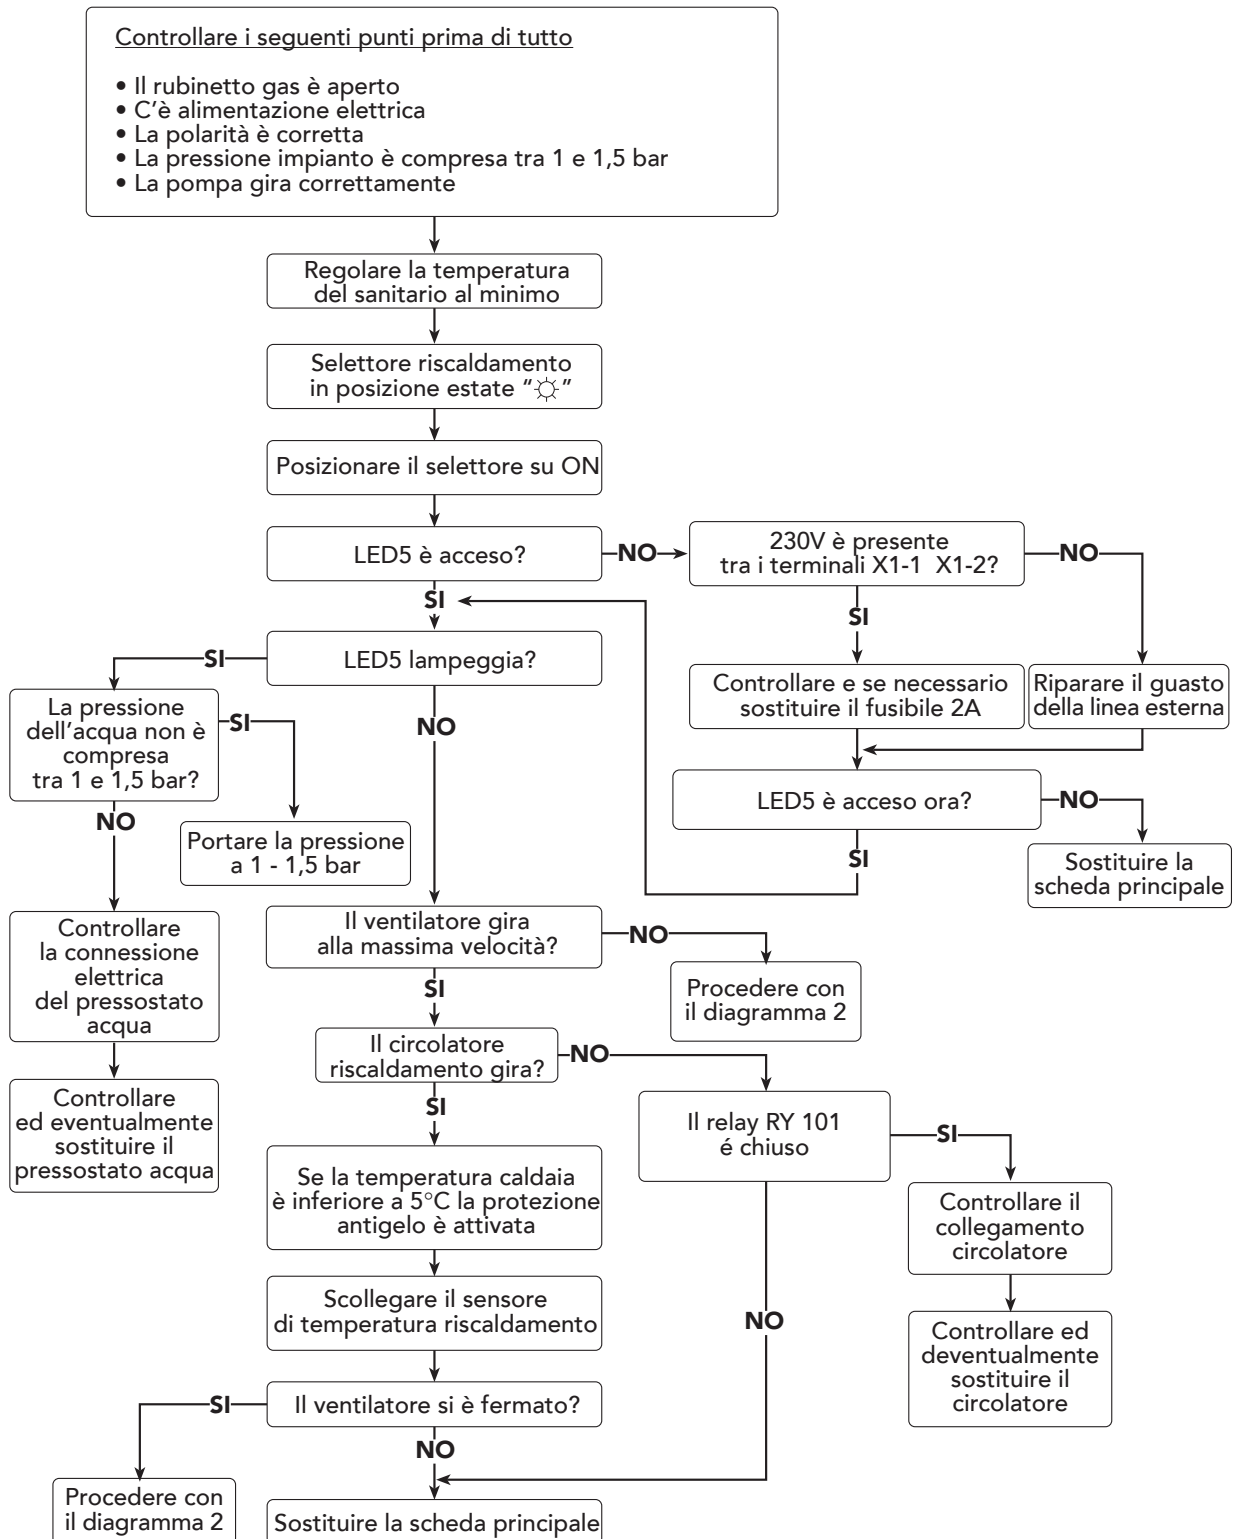 Controllare i seguenti punti prima di tutto
• Il rubinetto gas è aperto
• C'è alimentazione elettrica
• La polarità è corretta
• La pressione impianto è compresa tra 1 e 1,5 bar
• La pompa gira correttamente
Regolare la temperatura
del sanitario al minimo
Selettore riscaldamento
in posizione estate "☼"
Posizionare il selettore su ON
LED5 è acceso?
NO
230V è presente
tra i terminali X1-1 X1-2?
NO
SI
SI
LED5 lampeggia?
SI
Controllare e se necessario
sostituire il fusibile 2A
Riparare il guasto
della linea esterna
La pressione
dell'acqua non è
compresa
tra 1 e 1,5 bar?
SI
NO
LED5 è acceso ora?
NO
NO
Portare la pressione
a 1 - 1,5 bar
SI
Sostituire la
scheda principale
Controllare
la connessione
elettrica
del pressostato
acqua
Il ventilatore gira
alla massima velocità?
NO
SI
Procedere con
il diagramma 2
Il circolatore
riscaldamento gira?
NO
Controllare
ed eventualmente
sostituire il
pressostato acqua
SI
Il relay RY 101
é chiuso
SI
Se la temperatura caldaia
è inferiore a 5°C la protezione
antigelo è attivata
Controllare il
collegamento
circolatore
Scollegare il sensore
di temperatura riscaldamento
NO
Controllare ed
deventualmente
sostituire il
circolatore
Il ventilatore si è fermato?
SI
NO
Procedere con
il diagramma 2
Sostituire la scheda principale